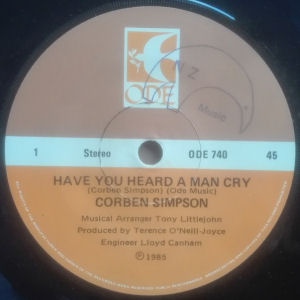 ODE
NZ
Music
1 Stereo ODE 740 45
HAVE YOU HEARD A MAN CRY
(Corben Simpson) (Ode Music)
CORBEN SIMPSON
Musical Arranger Tony Littlejohn
Produced by Terence O'Neill-Joyce
Engineer Lloyd Canham
℗1985